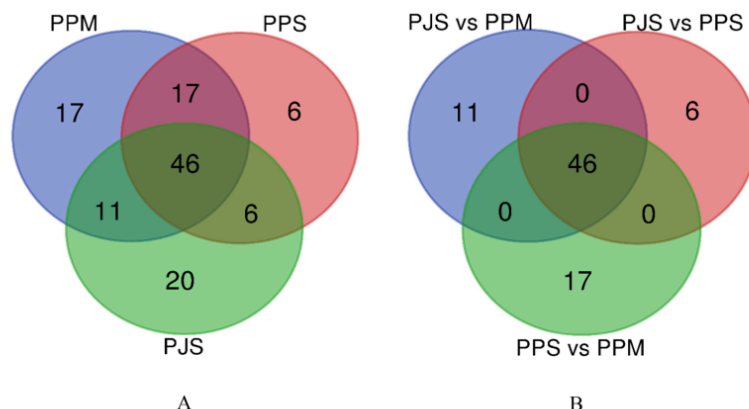 PPM PPS
17 17 6
46
11 6
20
PJS
A
PJS vs PPM PJS vs PPS
11 0 6
46
0 0
17
PPS vs PPM
B